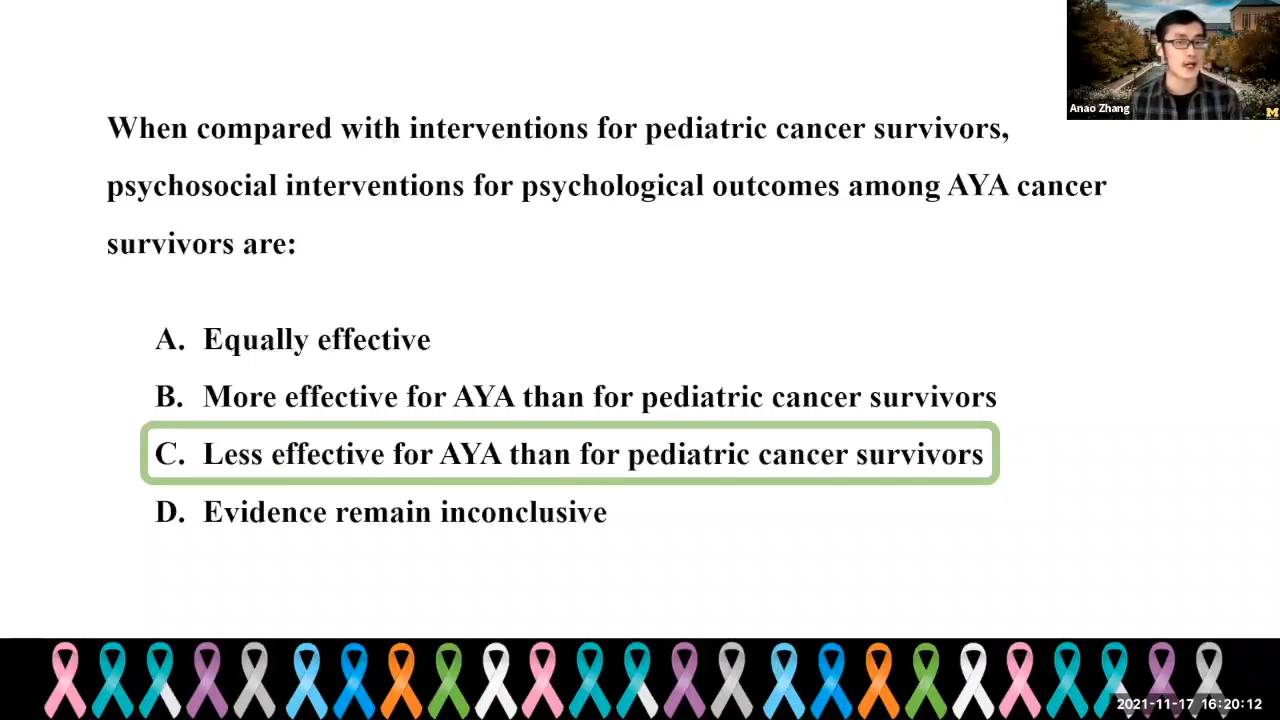 Anao Zhang
M
When compared with interventions for pediatric cancer survivors,
psychosocial interventions for psychological outcomes among AYA cancer
survivors are:
A. Equally effective
B. More effective for AYA than for pediatric cancer survivors
C. Less effective for AYA than for pediatric cancer survivors
D. Evidence remain inconclusive
2021-11-17 16:20:12